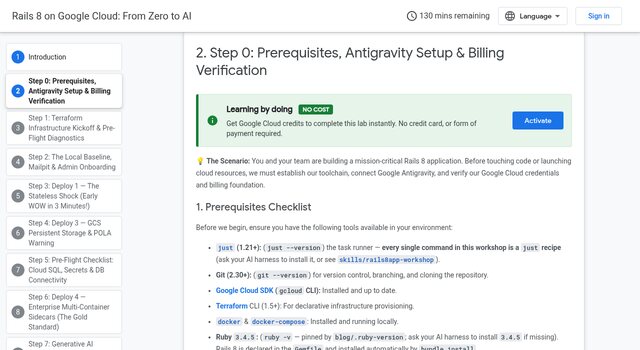 Rails 8 on Google Cloud: From Zero to AI
130 mins remaining
Language
Sign in
1 Introduction
2 Step 0: Prerequisites,
Antigravity Setup & Billing
Verification
3 Step 1: Terraform
Infrastructure Kickoff & Pre-
Flight Diagnostics
4 Step 2: The Local Baseline,
Mailpit & Admin Onboarding
5 Step 3: Deploy 1 — The
Stateless Shock (Early
WOW in 3 Minutes!)
6 Step 4: Deploy 3 — GCS
Persistent Storage & POLA
Warning
7 Step 5: Pre-Flight Checklist:
Cloud SQL, Secrets & DB
Connectivity
8 Step 6: Deploy 4 —
Enterprise Multi-Container
Sidecars (The Gold
Standard)
Step 7: Generative AI
2. Step 0: Prerequisites, Antigravity Setup & Billing
Verification
Learning by doing NO COST
Get Google Cloud credits to complete this lab instantly. No credit card, or form of
payment required.
Activate
💡 The Scenario: You and your team are building a mission-critical Rails 8 application. Before touching code or launching
cloud resources, we must establish our toolchain, connect Google Antigravity, and verify our Google Cloud credentials
and billing foundation.
1. Prerequisites Checklist
Before we begin, ensure you have the following tools available in your environment:
• just (1.21+): ( just --version ) the task runner — every single command in this workshop is a just recipe
(ask your AI harness to install it, or see skills/rails8app-workshop ).
• Git (2.30+): ( git --version ) for version control, branching, and cloning the repository.
• Google Cloud SDK ( gcloud CLI): Installed and up to date.
• Terraform CLI (1.5+): For declarative infrastructure provisioning.
• docker & docker-compose : Installed and running locally.
• Ruby 3.4.5: ( ruby -v — pinned by blog/.ruby-version ; ask your AI harness to install 3.4.5 if missing).
Rails 8 is declared in the Gemfile and installed automatically by bundle install